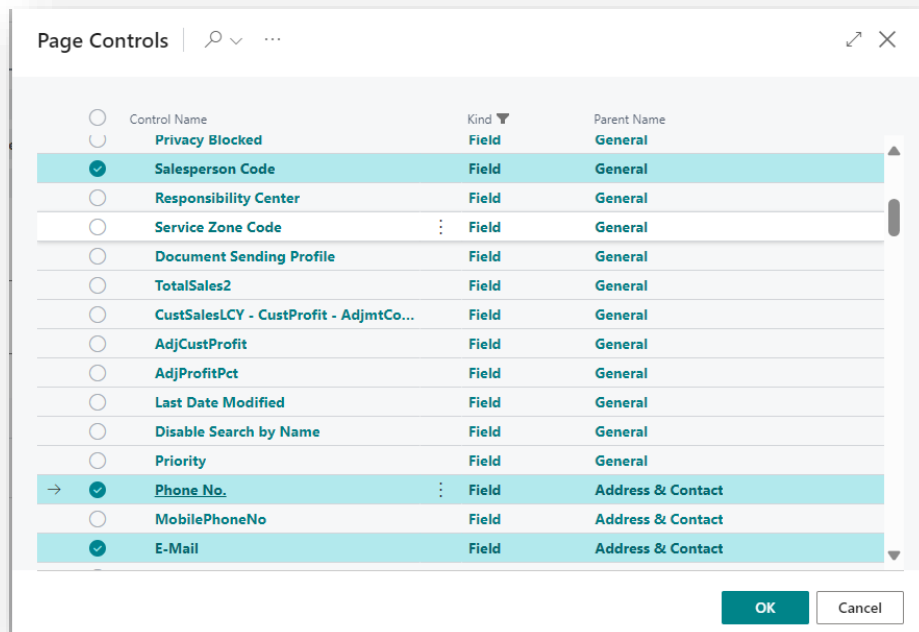 Page Controls
Control Name Kind Parent Name
Privacy Blocked Field General
Salesperson Code Field General
Responsibility Center Field General
Service Zone Code Field General
Document Sending Profile Field General
TotalSales2 Field General
CustSalesLCY - CustProfit - AdjmtCo... Field General
AdjCustProfit Field General
AdjProfitPct Field General
Last Date Modified Field General
Disable Search by Name Field General
Priority Field General
Phone No. Field Address & Contact
MobilePhoneNo Field Address & Contact
E-Mail Field Address & Contact
OK Cancel